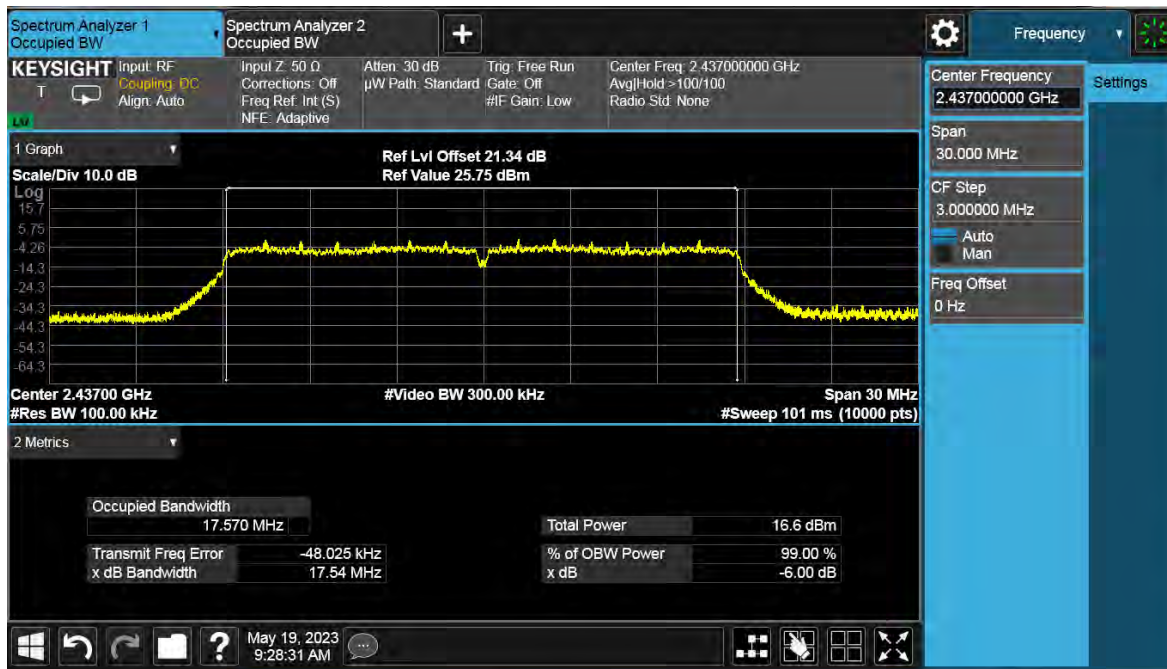 Spectrum Analyzer 1
Occupied BW
Spectrum Analyzer 2
Occupied BW
+
Frequency
KEYSIGHT
T
Input: RF
Coupling: DC
Align: Auto
Input Z: 50 Ω
Corrections: Off
Freq Ref: Int (S)
NFE: Adaptive
Atten: 30 dB
µW Path: Standard
Trig: Free Run
Gate: Off
#IF Gain: Low
Center Freq: 2.437000000 GHz
Avg|Hold >100/100
Radio Std: None
Center Frequency
2.437000000 GHz
Settings
Span
30.000 MHz
CF Step
3.000000 MHz
Auto
Man
Freq Offset
0 Hz
1 Graph
Scale/Div 10.0 dB
Ref Lvl Offset 21.34 dB
Ref Value 25.75 dBm
Log
15.7
5.75
-4.26
-14.3
-24.3
-34.3
-44.3
-54.3
-64.3
Center 2.43700 GHz
#Res BW 100.00 kHz
#Video BW 300.00 kHz
Span 30 MHz
#Sweep 101 ms (10000 pts)
2 Metrics
Occupied Bandwidth
17.570 MHz
Transmit Freq Error -48.025 kHz
x dB Bandwidth 17.54 MHz
Total Power 16.6 dBm
% of OBW Power 99.00 %
x dB -6.00 dB
?
May 19, 2023
9:28:31 AM